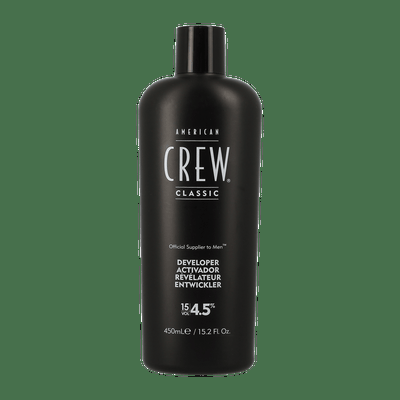 AMERICAN
CREW®
CLASSIC
Official Supplier to Men™
DEVELOPER
ACTIVADOR
RÉVÉLATEUR
ENTWICKLER
15 VOL 4.5%
450mL℮ / 15.2 Fl. Oz.